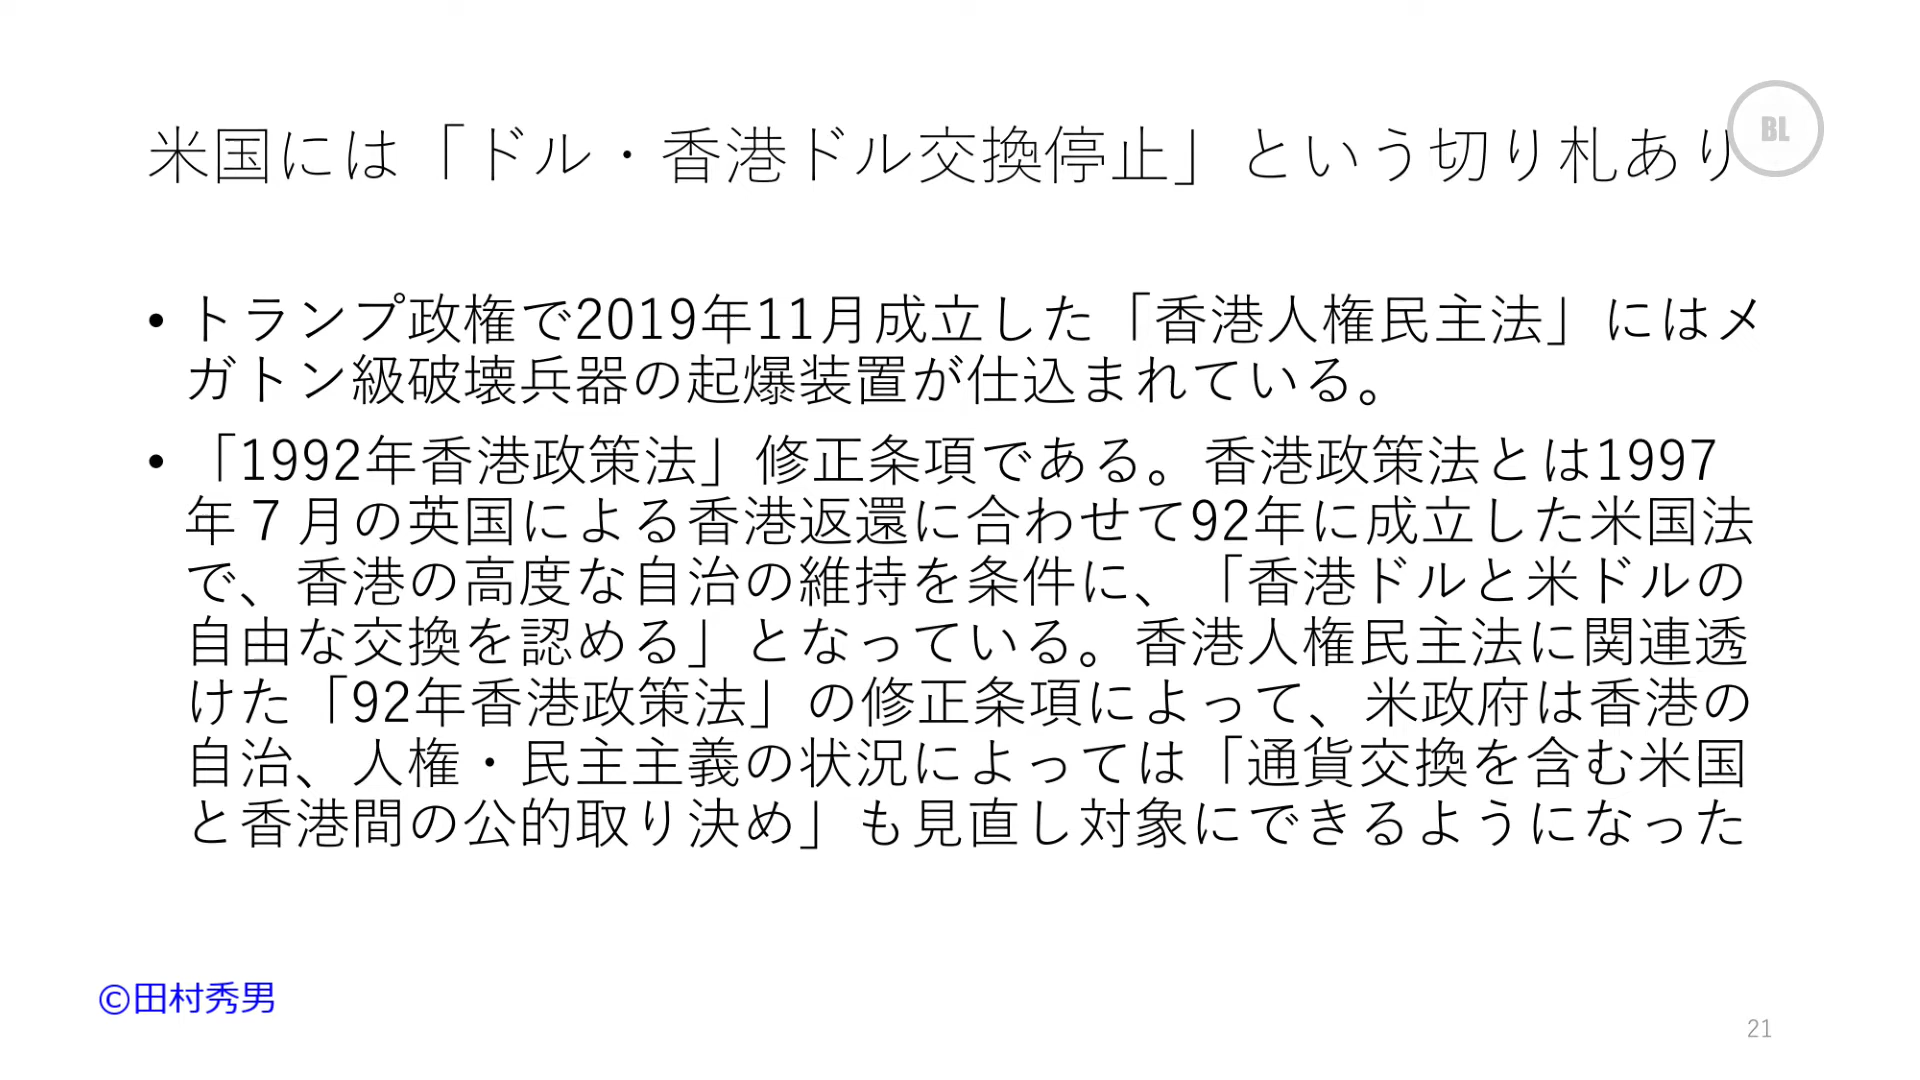 米国には「ドル・香港ドル交換停止」という切り札あり
BL
• トランプ政権で2019年11月成立した「香港人権民主法」にはメ
ガトン級破壊兵器の起爆装置が仕込まれている。
• 「1992年香港政策法」修正条項である。香港政策法とは1997
年７月の英国による香港返還に合わせて92年に成立した米国法
で、香港の高度な自治の維持を条件に、「香港ドルと米ドルの
自由な交換を認める」となっている。香港人権民主法に関連透
けた「92年香港政策法」の修正条項によって、米政府は香港の
自治、人権・民主主義の状況によっては「通貨交換を含む米国
と香港間の公的取り決め」も見直し対象にできるようになった
©田村秀男
21